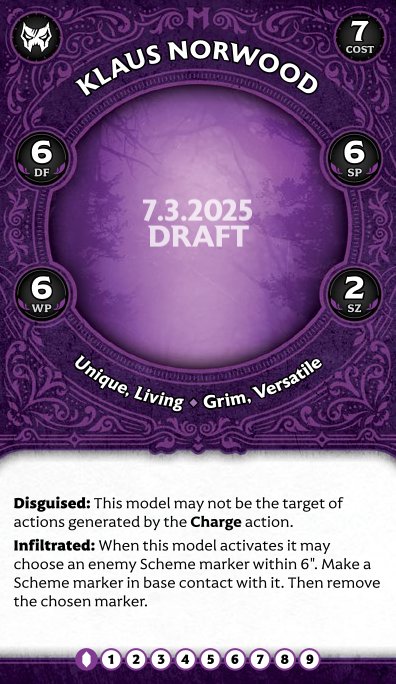 KLAUS NORWOOD
7
COST
6
DF
6
SP
7.3.2025
DRAFT
6
WP
2
SZ
Unique, Living ◆ Grim, Versatile
Disguised: This model may not be the target of
actions generated by the Charge action.
Infiltrated: When this model activates it may
choose an enemy Scheme marker within 6". Make a
Scheme marker in base contact with it. Then remove
the chosen marker.
1 2 3 4 5 6 7 8 9